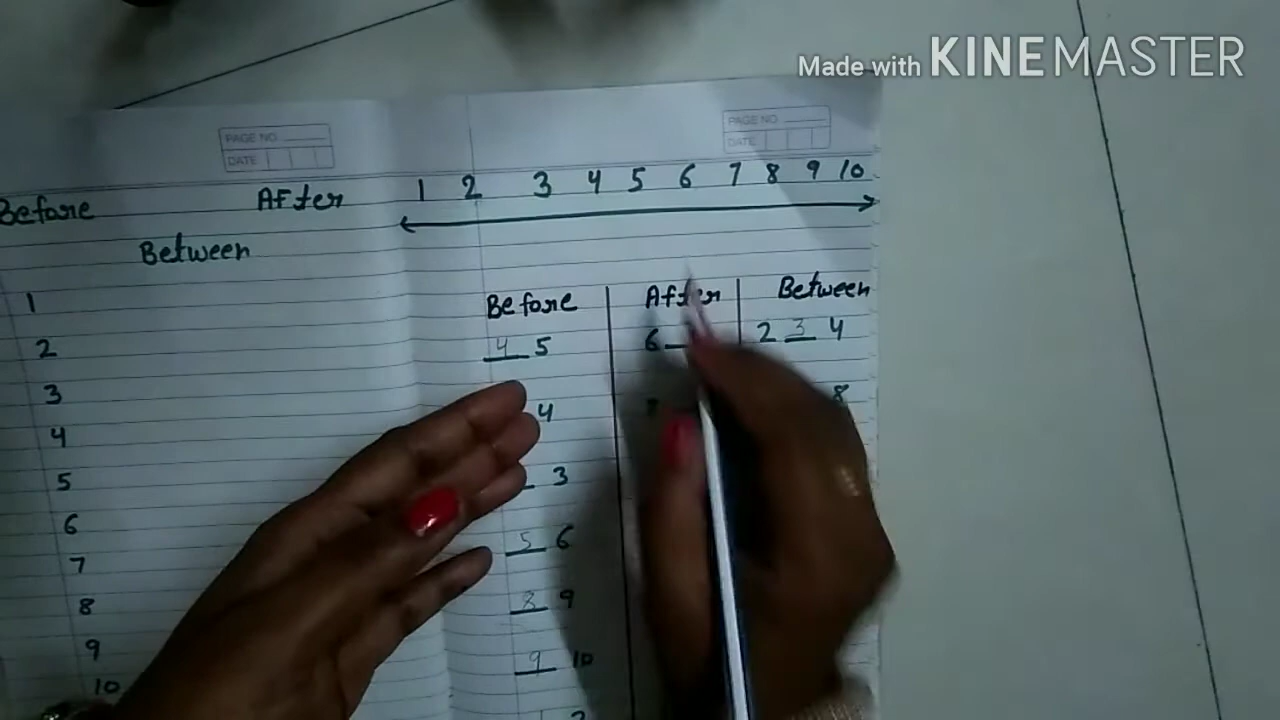 Made with KINEMASTER
PAGE NO.
DATE
PAGE NO.
DATE
1 2 3 4 5 6 7 8 9 10
Before After
Between
1
2
3
4
5
6
7
8
9
10
Before After Between
4 5 6 __ 2 3 4
4 8
3
5 6
8 9
9 10